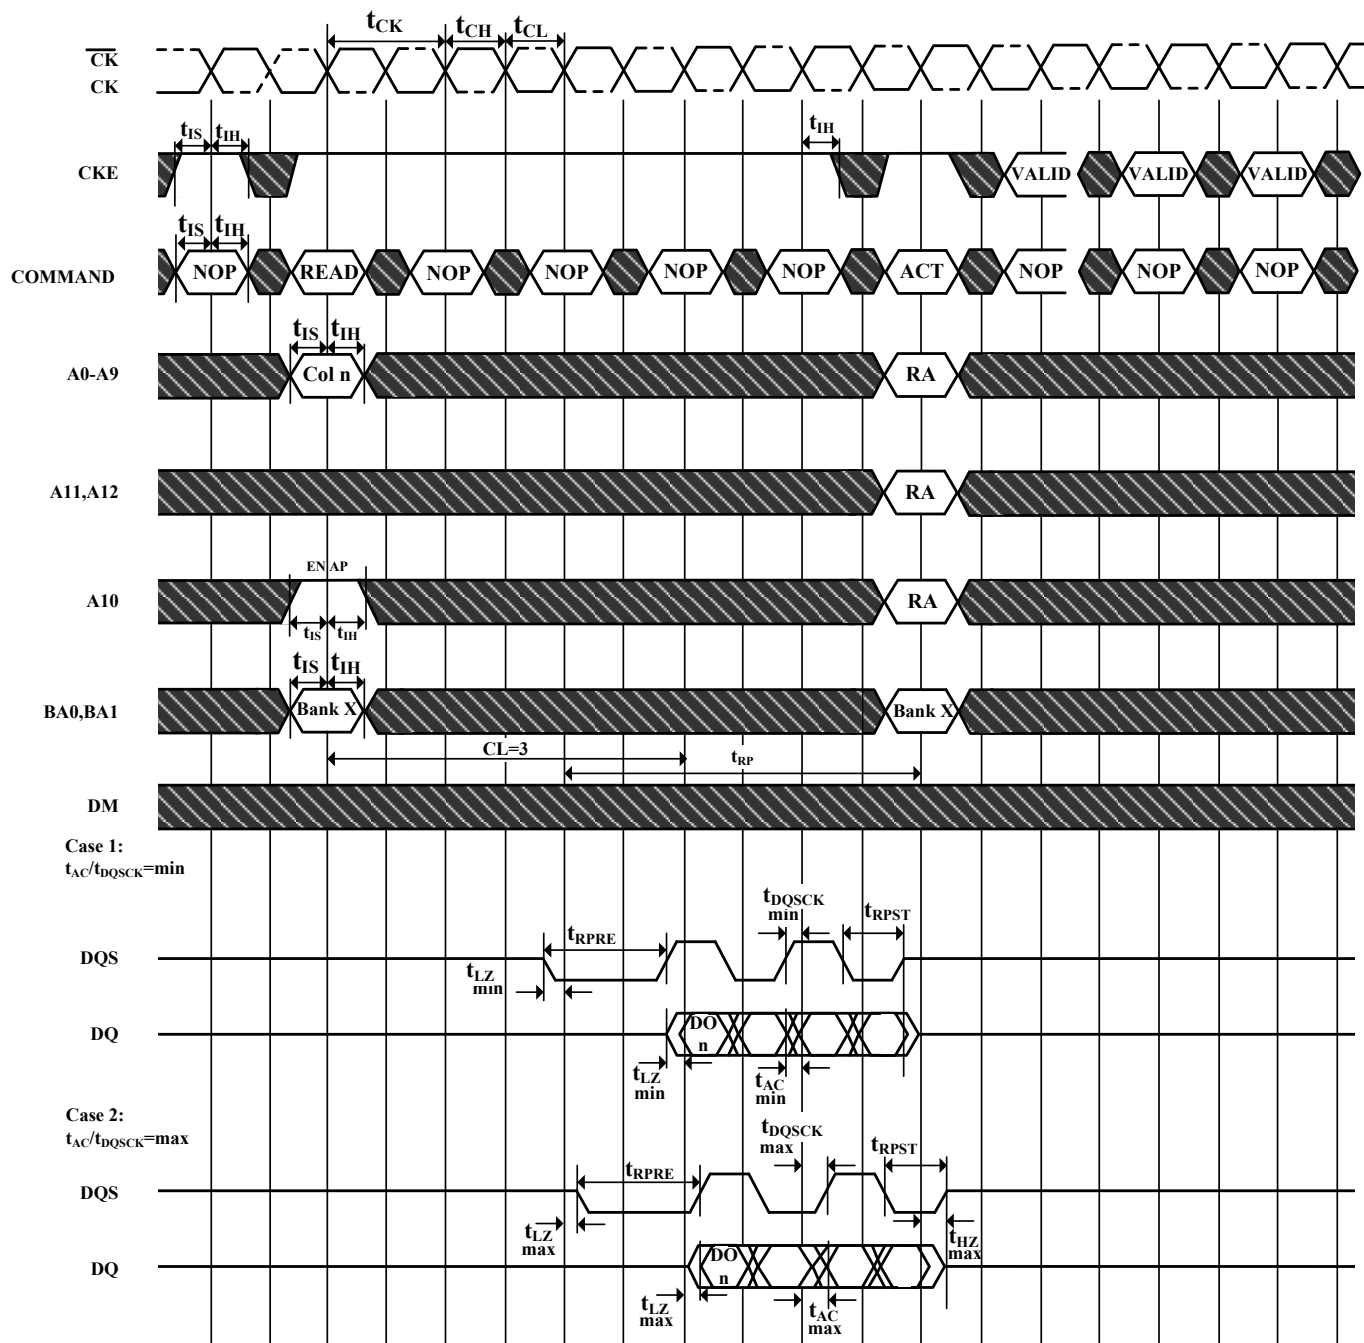 tCK tCH tCL
CK
CK
tIS tIH tIH
CKE VALID VALID VALID
tIS tIH
COMMAND NOP READ NOP NOP NOP NOP ACT NOP NOP NOP
tIS tIH
A0-A9 Col n RA
A11,A12 RA
EN AP
A10 RA
tIS tIH
tIS tIH
BA0,BA1 Bank X Bank X
CL=3 tRP
DM
Case 1:
tAC/tDQSCK=min
tDQSCK min tRPST
tRPRE
DQS
tLZ min
DQ DO n
tLZ min tAC min
Case 2:
tAC/tDQSCK=max
tDQSCK max tRPST
tRPRE
DQS
tLZ max tHZ max
DQ DO n
tLZ max tAC max